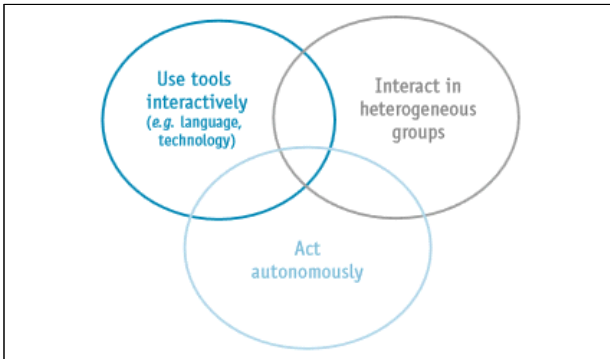 Use tools
interactively
(e.g. language,
technology)
Interact in
heterogeneous
groups
Act
autonomously